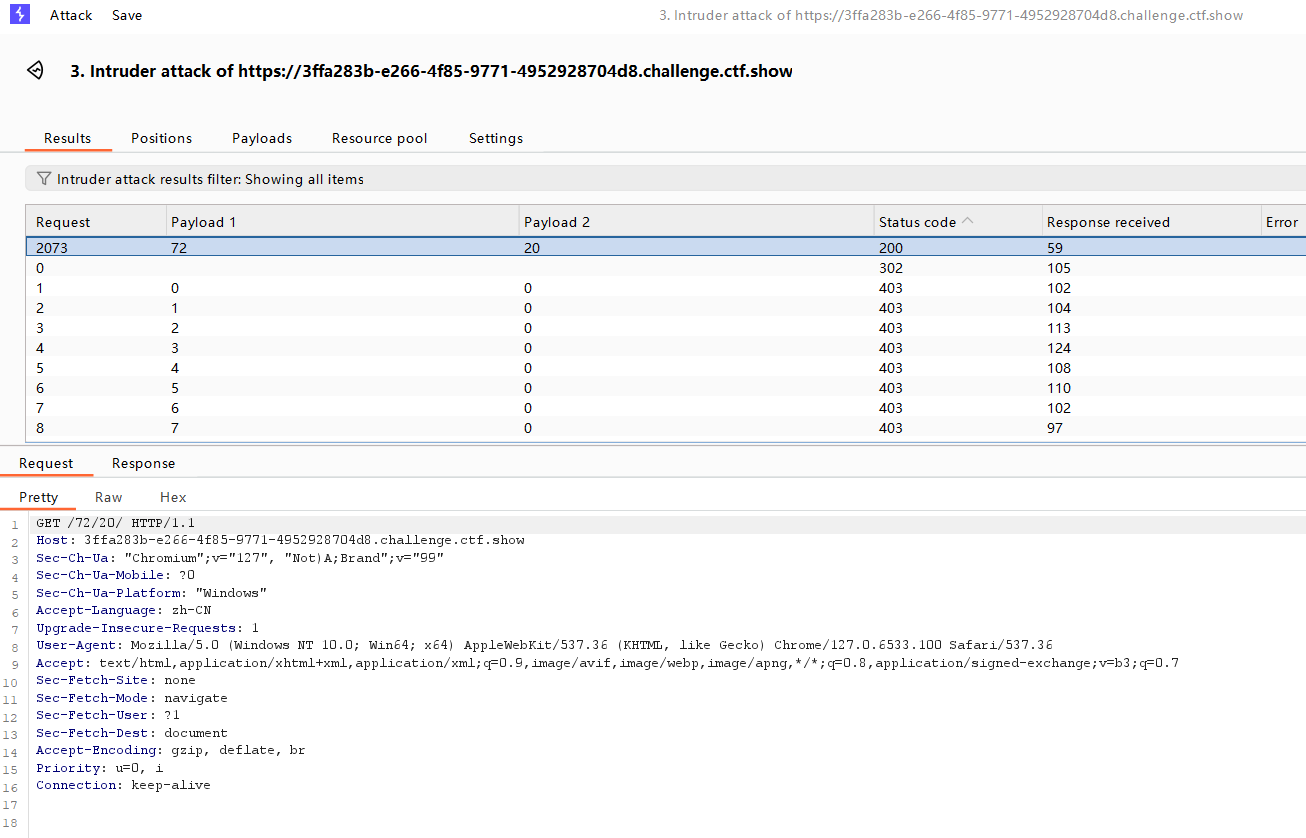 Attack Save 3. Intruder attack of https://3ffa283b-e266-4f85-9771-4952928704d8.challenge.ctf.show
3. Intruder attack of https://3ffa283b-e266-4f85-9771-4952928704d8.challenge.ctf.show
Results Positions Payloads Resource pool Settings
Intruder attack results filter: Showing all items
Request Payload 1 Payload 2 Status code Response received Error
2073 72 20 200 59
0 302 105
1 0 0 403 102
2 1 0 403 104
3 2 0 403 113
4 3 0 403 124
5 4 0 403 108
6 5 0 403 110
7 6 0 403 102
8 7 0 403 97
Request Response
Pretty Raw Hex
1 GET /72/20/ HTTP/1.1
2 Host: 3ffa283b-e266-4f85-9771-4952928704d8.challenge.ctf.show
3 Sec-Ch-Ua: "Chromium";v="127", "Not)A;Brand";v="99"
4 Sec-Ch-Ua-Mobile: ?0
5 Sec-Ch-Ua-Platform: "Windows"
6 Accept-Language: zh-CN
7 Upgrade-Insecure-Requests: 1
8 User-Agent: Mozilla/5.0 (Windows NT 10.0; Win64; x64) AppleWebKit/537.36 (KHTML, like Gecko) Chrome/127.0.6533.100 Safari/537.36
9 Accept: text/html,application/xhtml+xml,application/xml;q=0.9,image/avif,image/webp,image/apng,*/*;q=0.8,application/signed-exchange;v=b3;q=0.7
10 Sec-Fetch-Site: none
11 Sec-Fetch-Mode: navigate
12 Sec-Fetch-User: ?1
13 Sec-Fetch-Dest: document
14 Accept-Encoding: gzip, deflate, br
15 Priority: u=0, i
16 Connection: keep-alive
17
18